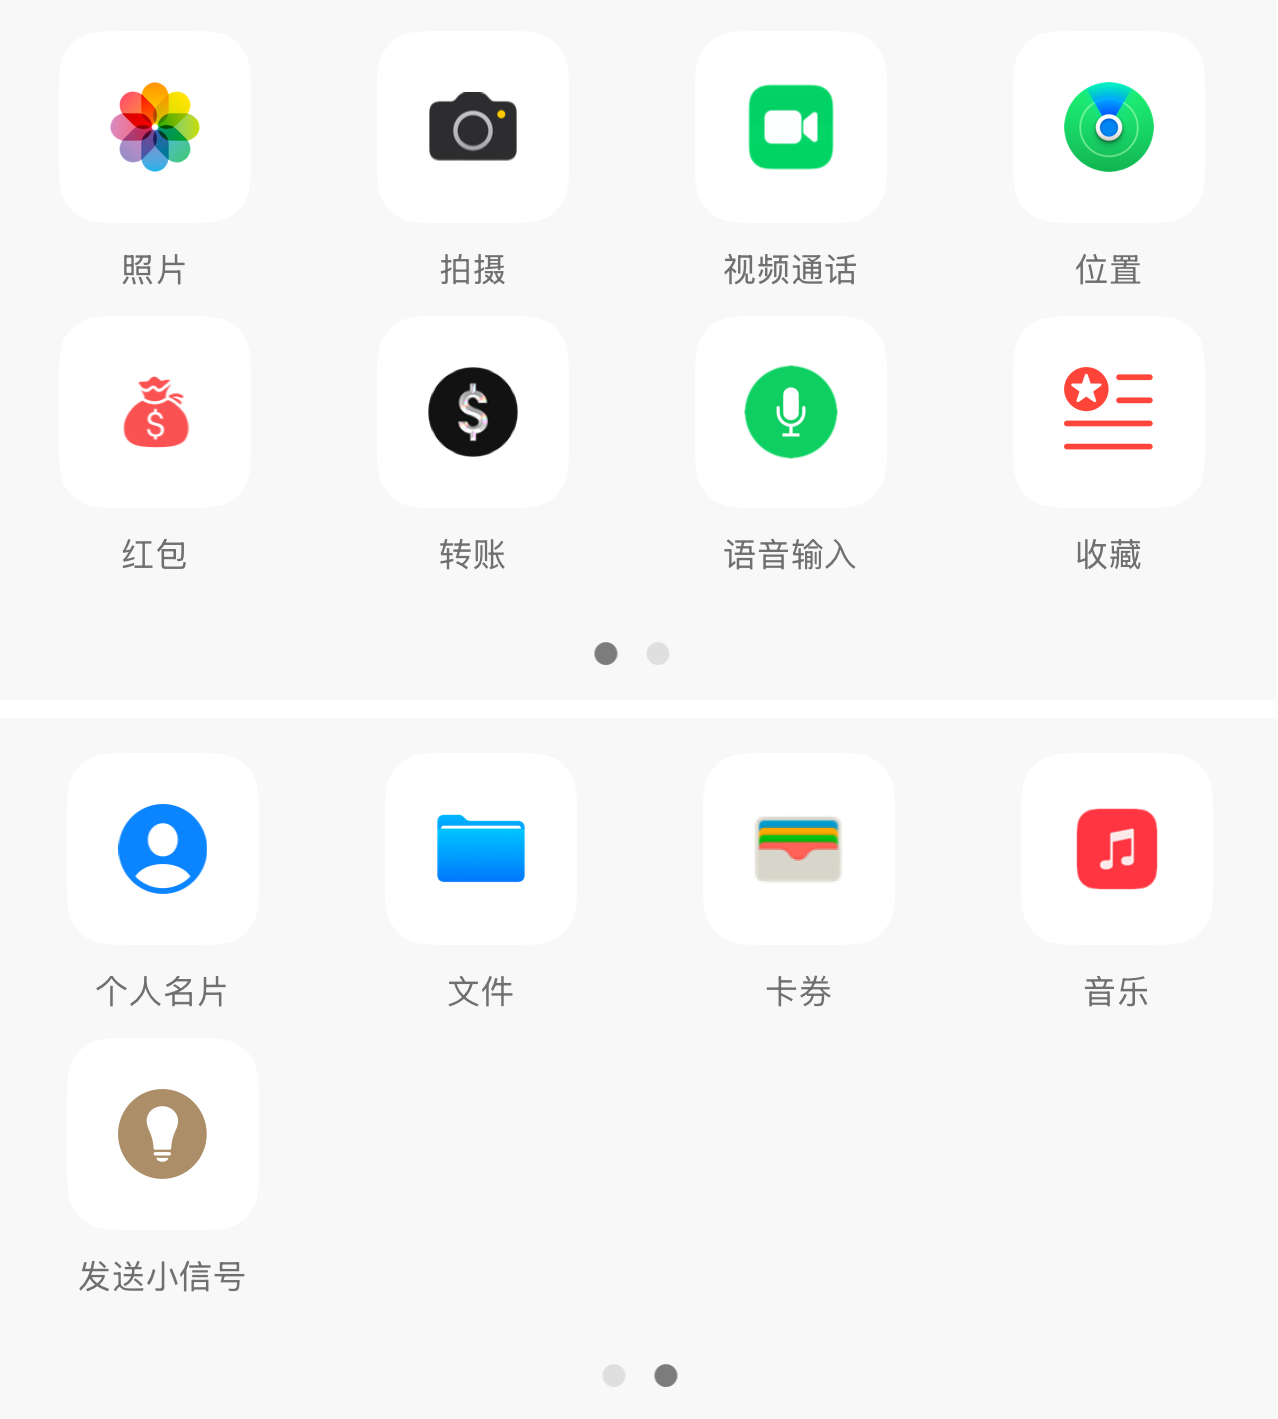 照片 拍摄 视频通话 位置
红包 转账 语音输入 收藏
个人名片 文件 卡券 音乐
发送小信号